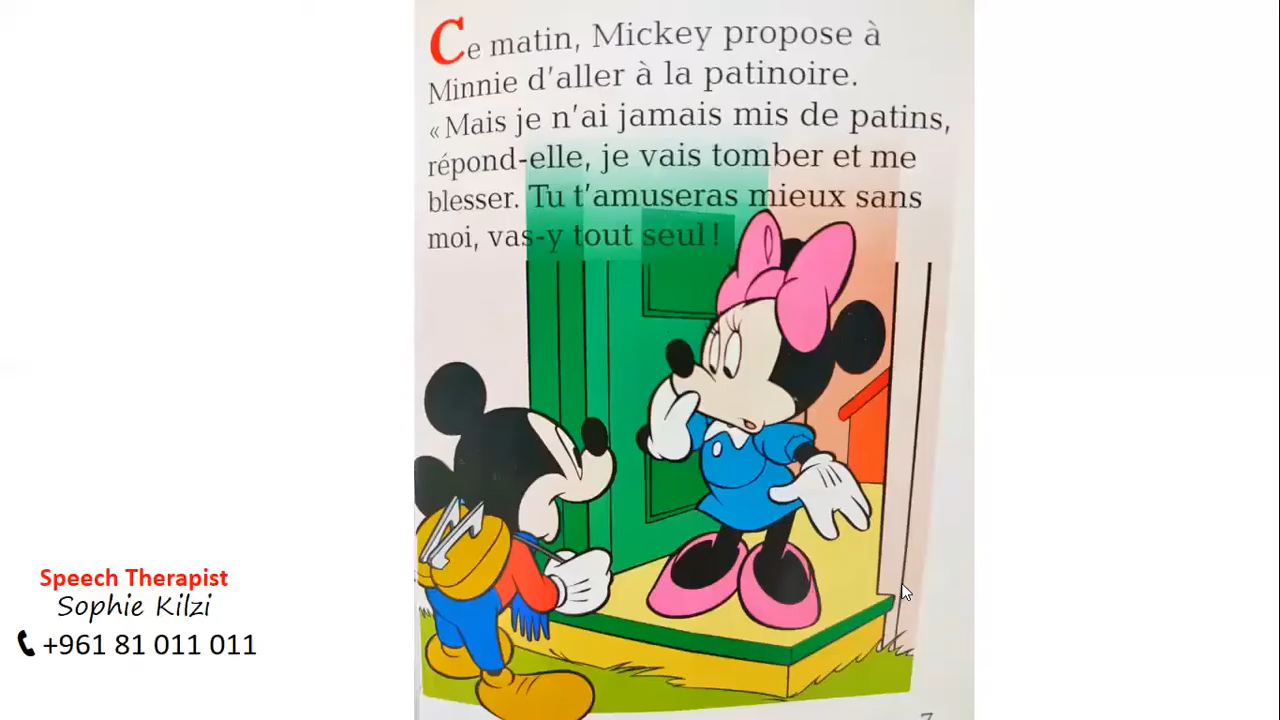 Ce matin, Mickey propose à
Minnie d'aller à la patinoire.
« Mais je n'ai jamais mis de patins,
répond-elle, je vais tomber et me
blesser. Tu t'amuseras mieux sans
moi, vas-y tout seul !
Speech Therapist
Sophie Kilzi
+961 81 011 011